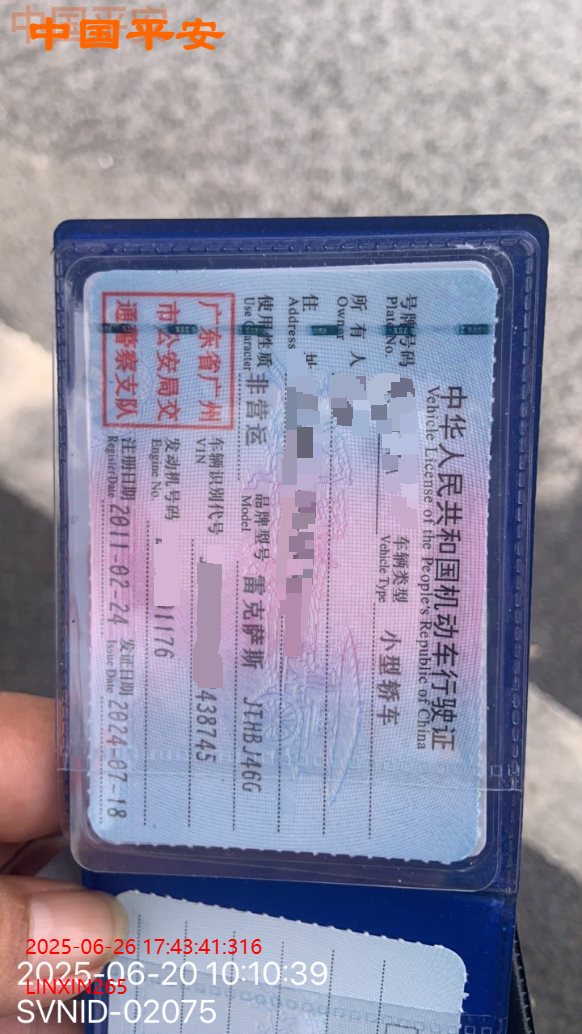 中国平安
中国平安
中华人民共和国机动车行驶证
Vehicle License of the People's Republic of China
号牌号码
Plate No.
车辆类型 小型轿车
Vehicle Type
所有人
Owner
住址
Address
使用性质 非营运
Use Character
品牌型号 雷克萨斯 JTHBJ46G
Model
广东省广州
市公安局交
通警察支队
车辆识别代号
VIN
438745
发动机号码
Engine No.
1176
注册日期 2011-02-24
Register Date
发证日期 2024-07-18
Issue Date
2025-06-26 17:43:41:316
2025-06-20 10:10:39
LINXIN265
SVNID-02075